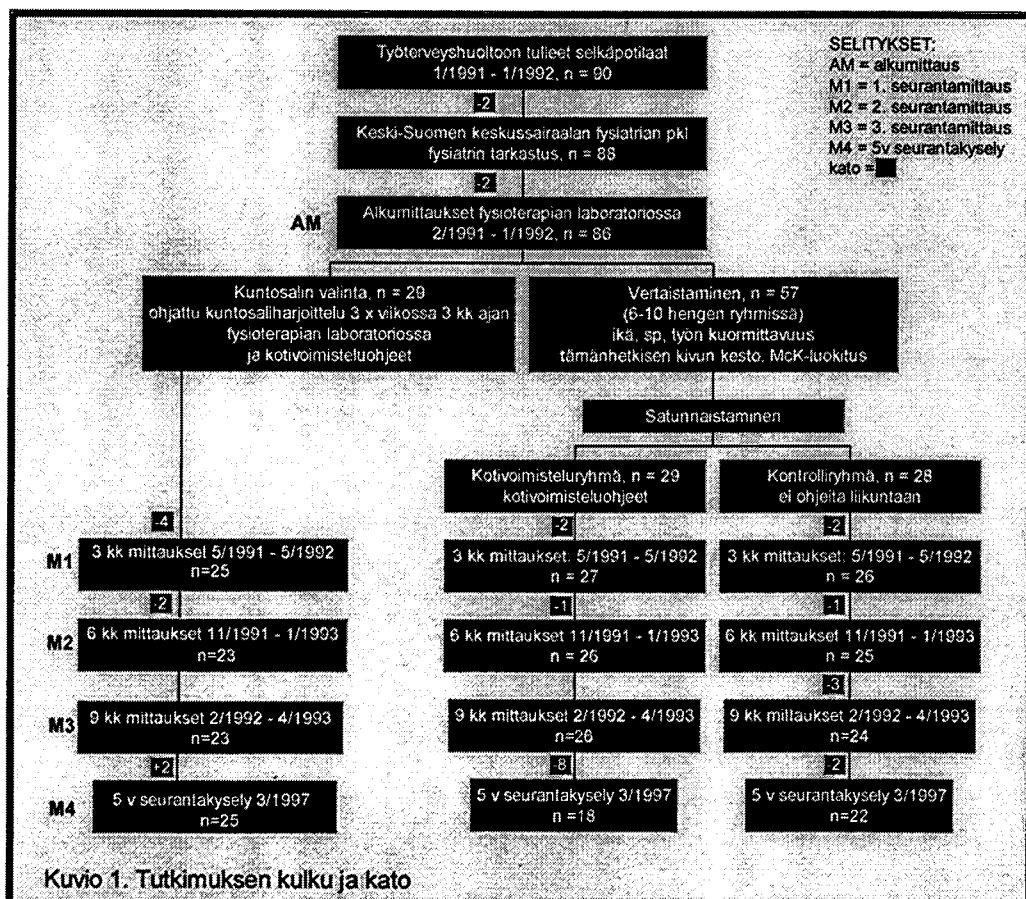 Työterveyshuoltoon tulleet selkäpotilaat
1/1991 - 1/1992, n = 90
-2
Keski-Suomen keskussairaalan fysiatrian pkl
fysiatrin tarkastus, n = 88
-2
AM
Alkumittaukset fysioterapian laboratoriossa
2/1991 - 1/1992, n = 86
SELITYKSET:
AM = alkumittaus
M1 = 1. seurantamittaus
M2 = 2. seurantamittaus
M3 = 3. seurantamittaus
M4 = 5v seurantakysely
kato =
Kuntosalin valinta, n = 29
ohjattu kuntosaliharjoittelu 3 x viikossa 3 kk ajan
fysioterapian laboratoriossa
ja kotivoimisteluohjeet
Vertaistaminen, n = 57
(6-10 hengen ryhmissä)
ikä, sp, työn kuormittavuus
tämänhetkisen kivun kesto, McK-luokitus
Satunnaistaminen
Kotivoimisteluryhmä, n = 29
kotivoimisteluohjeet
Kontrolliryhmä, n = 28
ei ohjeita liikuntaan
-4
-2
-2
M1
3 kk mittaukset 5/1991 - 5/1992
n=25
3 kk mittaukset: 5/1991 - 5/1992
n = 27
3 kk mittaukset: 5/1991 - 5/1992
n = 26
-2
-1
-1
M2
6 kk mittaukset 11/1991 - 1/1993
n=23
6 kk mittaukset 11/1991 - 1/1993
n = 26
6 kk mittaukset 11/1991 - 1/1993
n = 25
-3
M3
9 kk mittaukset 2/1992 - 4/1993
n=23
9 kk mittaukset 2/1992 - 4/1993
n=26
9 kk mittaukset 2/1992 - 4/1993
n=24
+2
-8
-2
M4
5 v seurantakysely 3/1997
n=25
5 v seurantakysely 3/1997
n =18
5 v seurantakysely 3/1997
n=22
Kuvio 1. Tutkimuksen kulku ja kato